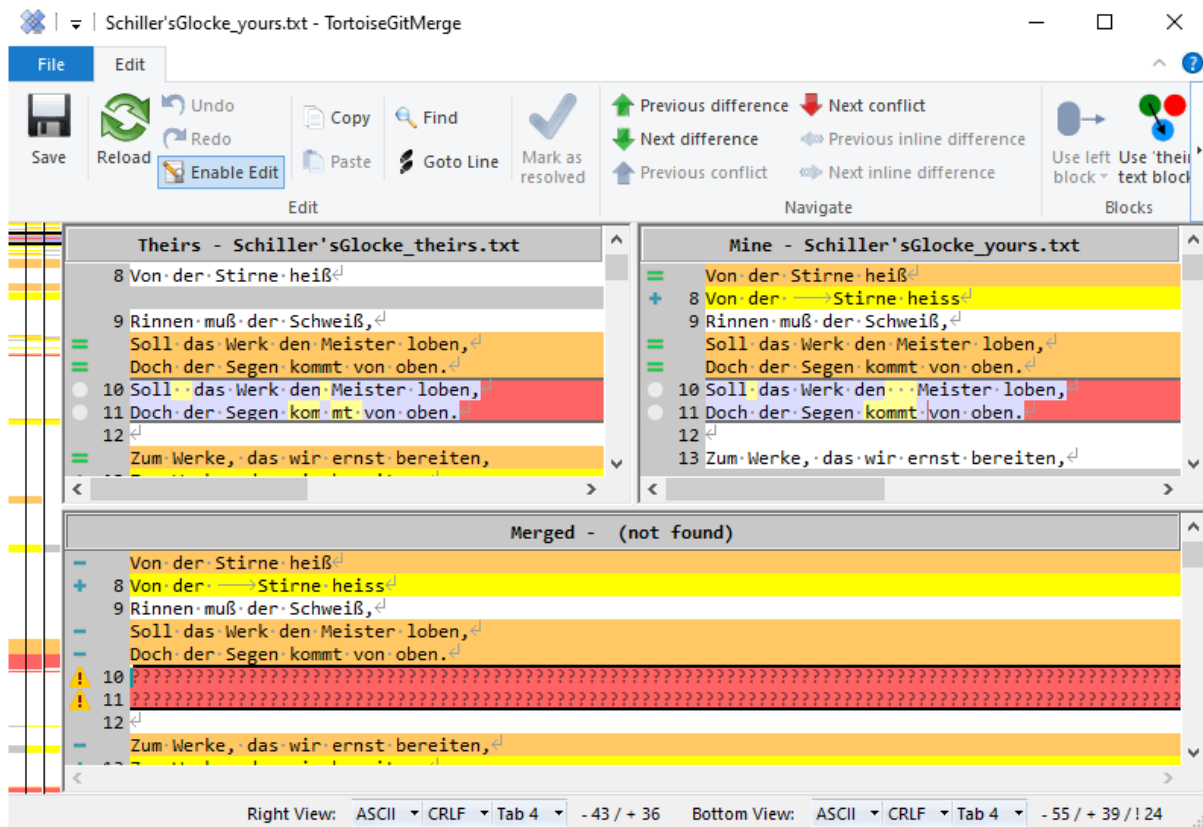 Schiller'sGlocke_yours.txt - TortoiseGitMerge
File Edit
Save
Reload
Undo
Redo
Enable Edit
Copy
Paste
Find
Goto Line
Mark as
resolved
Edit
Previous difference
Next difference
Previous conflict
Next conflict
Previous inline difference
Next inline difference
Navigate
Use left
block
Use 'their
text block
Blocks
Theirs - Schiller'sGlocke_theirs.txt
8 Von·der·Stirne·heiß
9 Rinnen·muß·der·Schweiß,
Soll·das·Werk·den·Meister·loben,
Doch·der·Segen·kommt·von·oben.
10 Soll··das·Werk·den·Meister·loben,
11 Doch·der·Segen·kom·mt·von·oben.
12
Zum·Werke,·das·wir·ernst·bereiten,
Mine - Schiller'sGlocke_yours.txt
Von·der·Stirne·heiß
8 Von·der·→Stirne·heiss
9 Rinnen·muß·der·Schweiß,
Soll·das·Werk·den·Meister·loben,
Doch·der·Segen·kommt·von·oben.
10 Soll·das·Werk·den···Meister·loben,
11 Doch·der·Segen·kommt·von·oben.
12
13 Zum·Werke,·das·wir·ernst·bereiten,
Merged - (not found)
Von·der·Stirne·heiß
8 Von·der·→Stirne·heiss
9 Rinnen·muß·der·Schweiß,
Soll·das·Werk·den·Meister·loben,
Doch·der·Segen·kommt·von·oben.
10 ????????????????????????????????????????????????????????????????????????????????????
11 ????????????????????????????????????????????????????????????????????????????????????
12
Zum·Werke,·das·wir·ernst·bereiten,
Right View: ASCII CRLF Tab 4 - 43 / + 36 Bottom View: ASCII CRLF Tab 4 - 55 / + 39 / ! 24